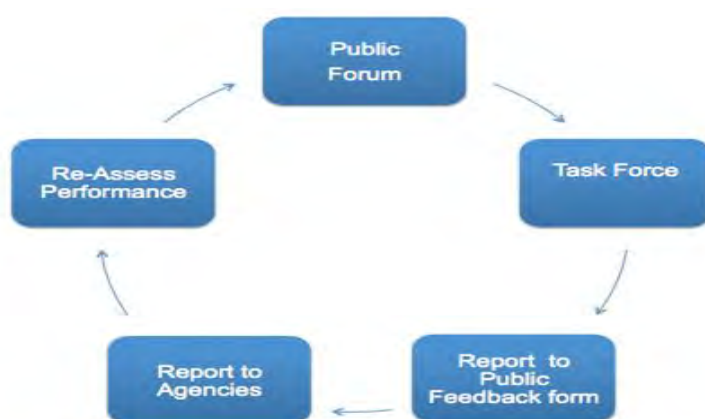 Public
Forum
Task Force
Report to
Public
Feedback form
Report to
Agencies
Re-Assess
Performance